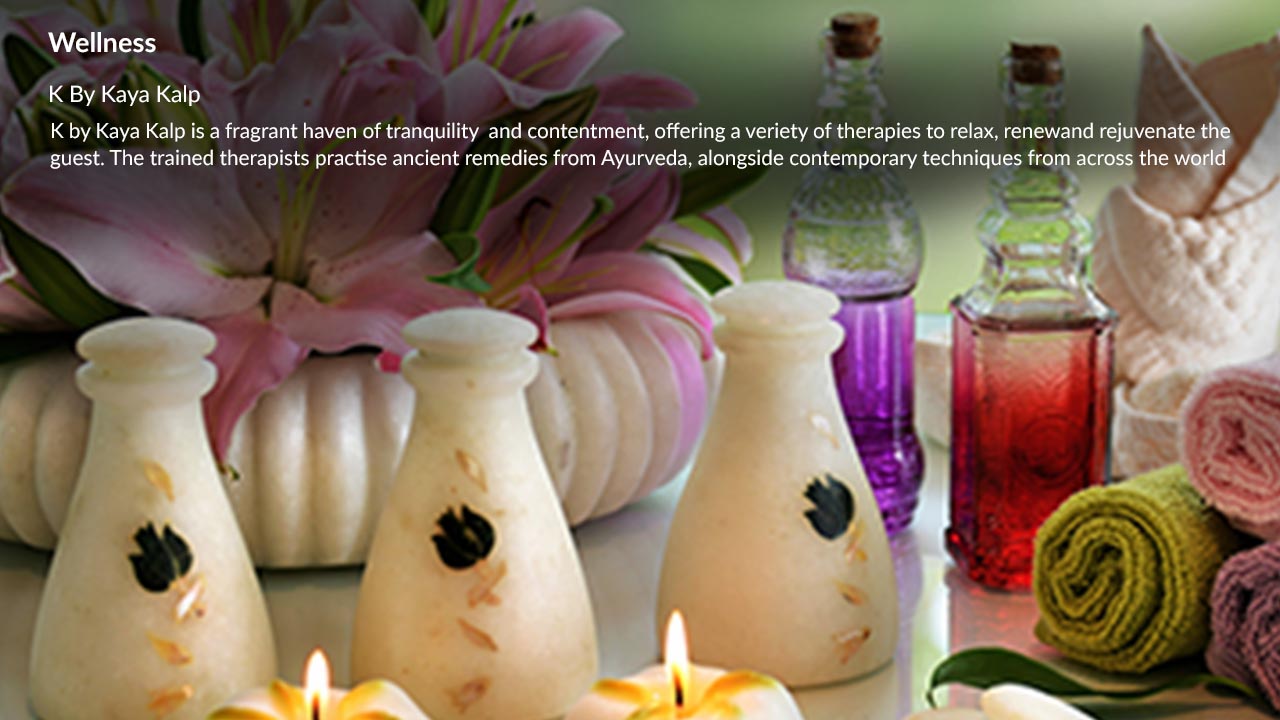 Wellness
K By Kaya Kalp
K by Kaya Kalp is a fragrant haven of tranquility  and contentment, offering a veriety of therapies to relax, renewand rejuvenate the
guest. The trained therapists practise ancient remedies from Ayurveda, alongside contemporary techniques from across the world